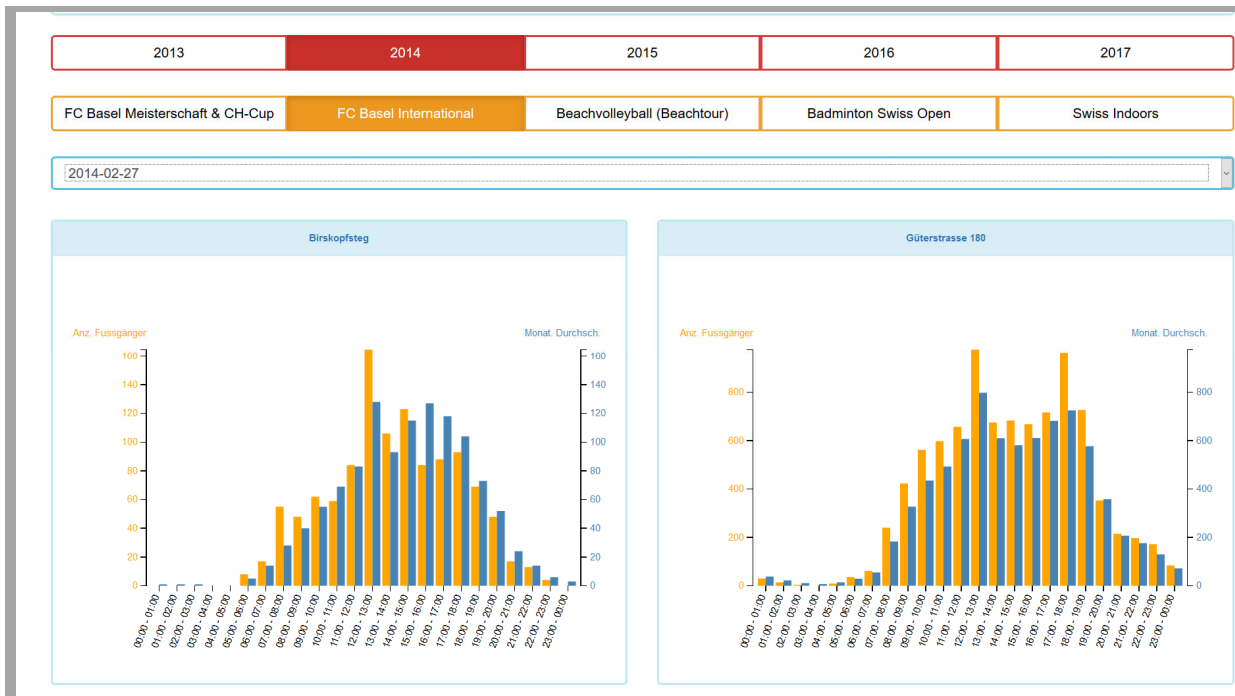 2013
2014
2015
2016
2017
FC Basel Meisterschaft & CH-Cup
FC Basel International
Beachvolleyball (Beachtour)
Badminton Swiss Open
Swiss Indoors
2014-02-27
Birskopfsteg
Anz. Fussgänger
Monat. Durchsch.
160
140
120
100
80
60
40
20
0
160
140
120
100
80
60
40
20
0
00:00 - 01:00
01:00 - 02:00
02:00 - 03:00
03:00 - 04:00
04:00 - 05:00
05:00 - 06:00
06:00 - 07:00
07:00 - 08:00
08:00 - 09:00
09:00 - 10:00
10:00 - 11:00
11:00 - 12:00
12:00 - 13:00
13:00 - 14:00
14:00 - 15:00
15:00 - 16:00
16:00 - 17:00
17:00 - 18:00
18:00 - 19:00
19:00 - 20:00
20:00 - 21:00
21:00 - 22:00
22:00 - 23:00
23:00 - 00:00
Güterstrasse 180
Anz. Fussgänger
Monat. Durchsch.
800
600
400
200
0
800
600
400
200
0
00:00 - 01:00
01:00 - 02:00
02:00 - 03:00
03:00 - 04:00
04:00 - 05:00
05:00 - 06:00
06:00 - 07:00
07:00 - 08:00
08:00 - 09:00
09:00 - 10:00
10:00 - 11:00
11:00 - 12:00
12:00 - 13:00
13:00 - 14:00
14:00 - 15:00
15:00 - 16:00
16:00 - 17:00
17:00 - 18:00
18:00 - 19:00
19:00 - 20:00
20:00 - 21:00
21:00 - 22:00
22:00 - 23:00
23:00 - 00:00